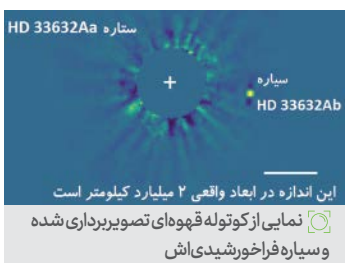 ستاره HD 33632Aa
سیاره
HD 33632Ab
این اندازه در ابعاد واقعی ۲ میلیارد کیلومتر است
نمایی از کوتوله قهوه‌ای تصویربرداری شده
و سیاره فراخورشیدی‌اش